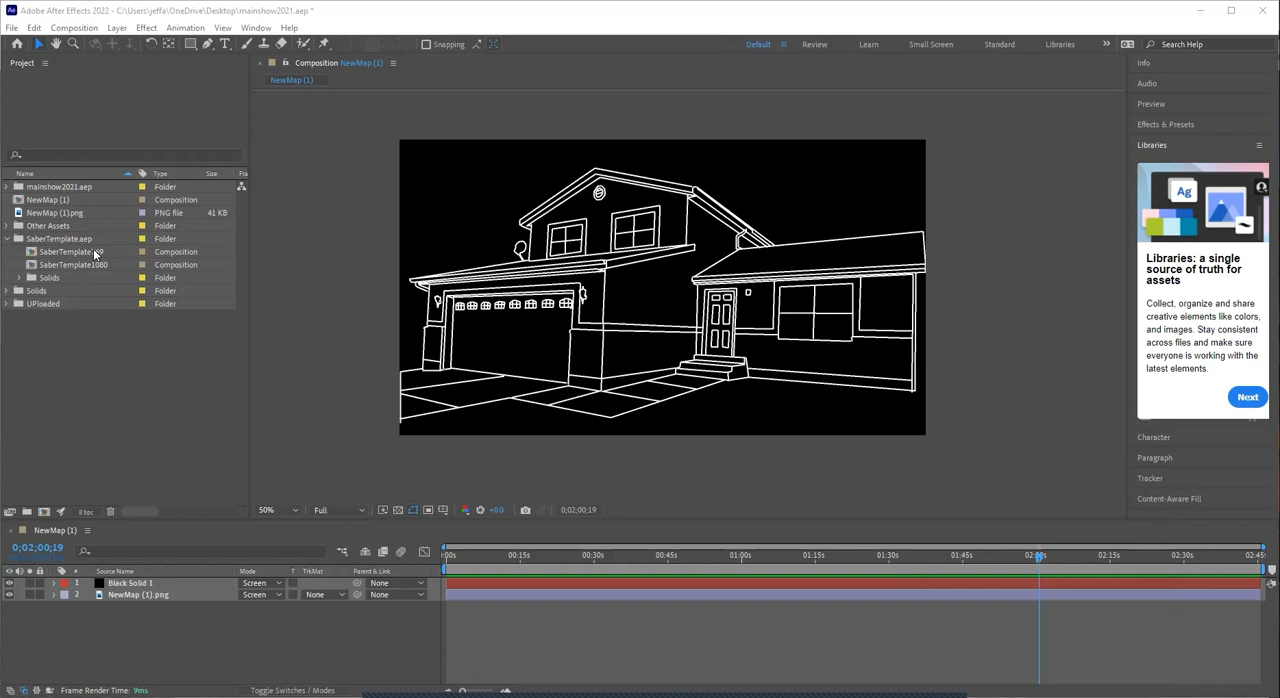 Adobe After Effects 2022 - C:\Users\jeffa\OneDrive\Desktop\mainshow2021.aep *
File Edit Composition Layer Effect Animation View Window Help
Snapping
Default Review Learn Small Screen Standard Libraries
Search Help
Project
Composition NewMap (1)
NewMap (1)
Name Type Size Fra
mainshow2021.aep Folder
NewMap (1) Composition
NewMap (1).png PNG file 41 KB
Other Assets Folder
SaberTemplate.aep Folder
Composition
SaberTemplate1080 Composition
Solids Folder
Solids Folder
UPloaded Folder
8 bpc
50% Full +0.0 0;02;00;19
Info
Audio
Preview
Effects & Presets
Libraries
Ag
Libraries: a single
source of truth for
assets
Collect, organize and share
creative elements like colors,
and images. Stay consistent
across files and make sure
everyone is working with the
latest elements.
Next
Character
Paragraph
Tracker
Content-Aware Fill
NewMap (1)
0;02;00;19
:00s 00:15s 00:30s 00:45s 01:00s 01:15s 01:30s 01:45s 02:15s 02:30s 02:45s
# Source Name Mode T TrkMat Parent & Link
1 Black Solid 1 Screen None
2 NewMap (1).png Screen None None
Frame Render Time: 9ms
Toggle Switches / Modes